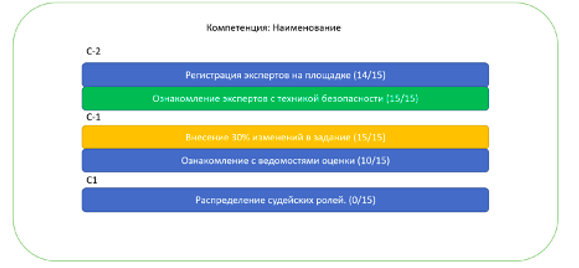 Компетенция: Наименование
С-2
Регистрация экспертов на площадке (14/15)
Ознакомление экспертов с техникой безопасности (15/15)
С-1
Внесение 30% изменений в задание (15/15)
Ознакомление с ведомостями оценки (10/15)
С1
Распределение судейских ролей. (0/15)